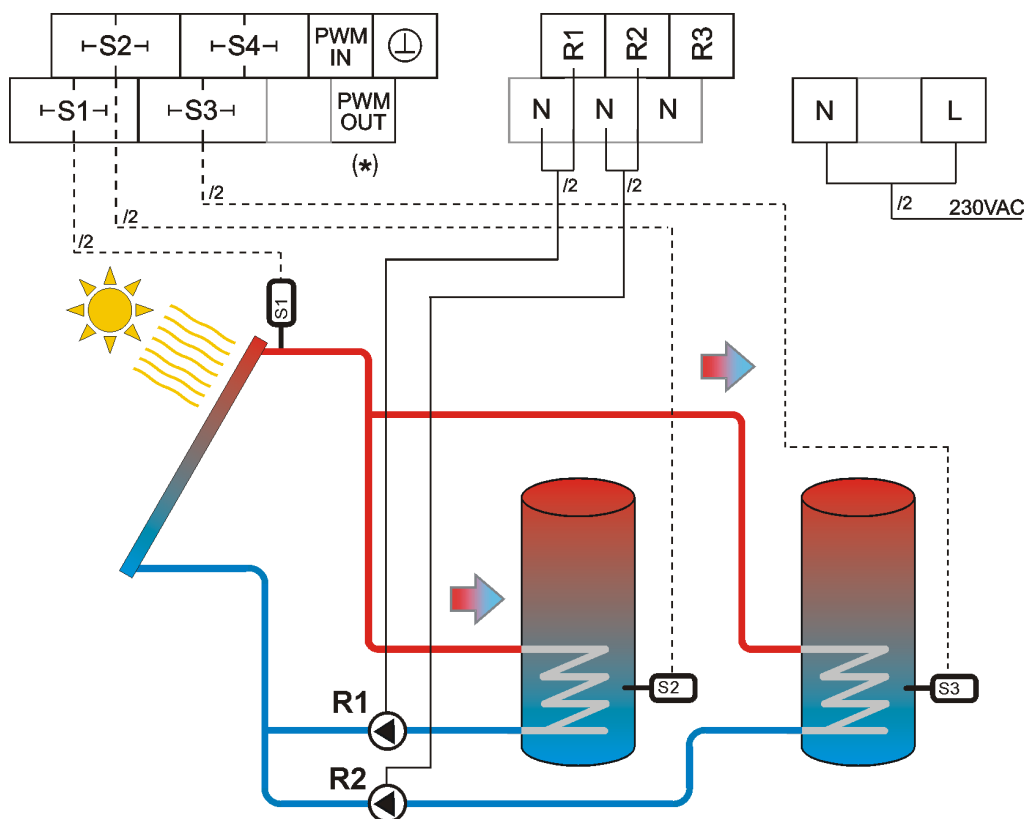 ⊢S2⊣ ⊢S4⊣ PWM IN R1 R2 R3
⊢S1⊣ ⊢S3⊣ PWM OUT N N N N L
(*)
/2 /2 /2 /2 /2 /2
230VAC
S1
S2
S3
R1
R2